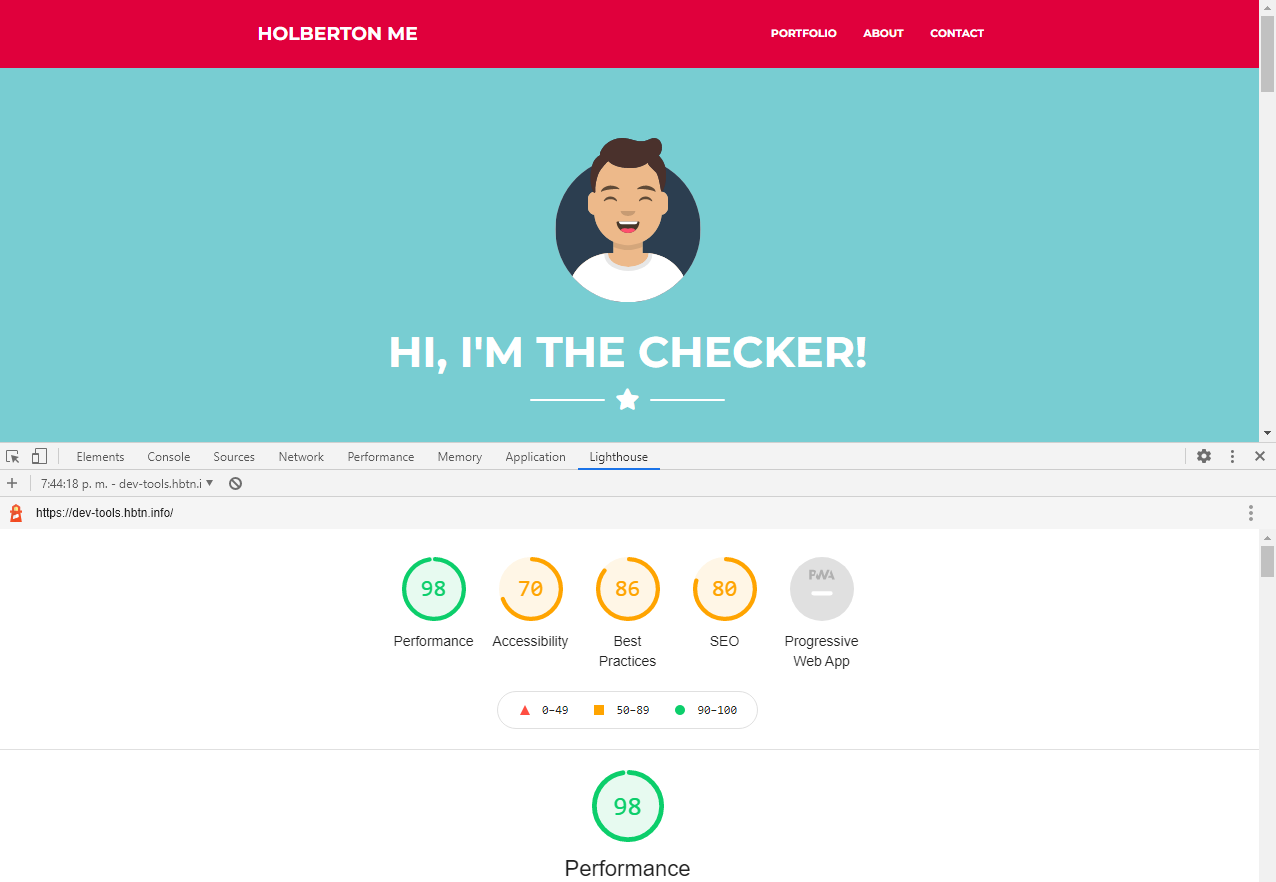 HOLBERTON ME PORTFOLIO ABOUT CONTACT
HI, I'M THE CHECKER!
Elements Console Sources Network Performance Memory Application Lighthouse
7:44:18 p. m. - dev-tools.hbtn.i
https://dev-tools.hbtn.info/
98 70 86 80 PWA
Performance Accessibility Best Practices SEO Progressive Web App
0–49 50–89 90–100
98
Performance